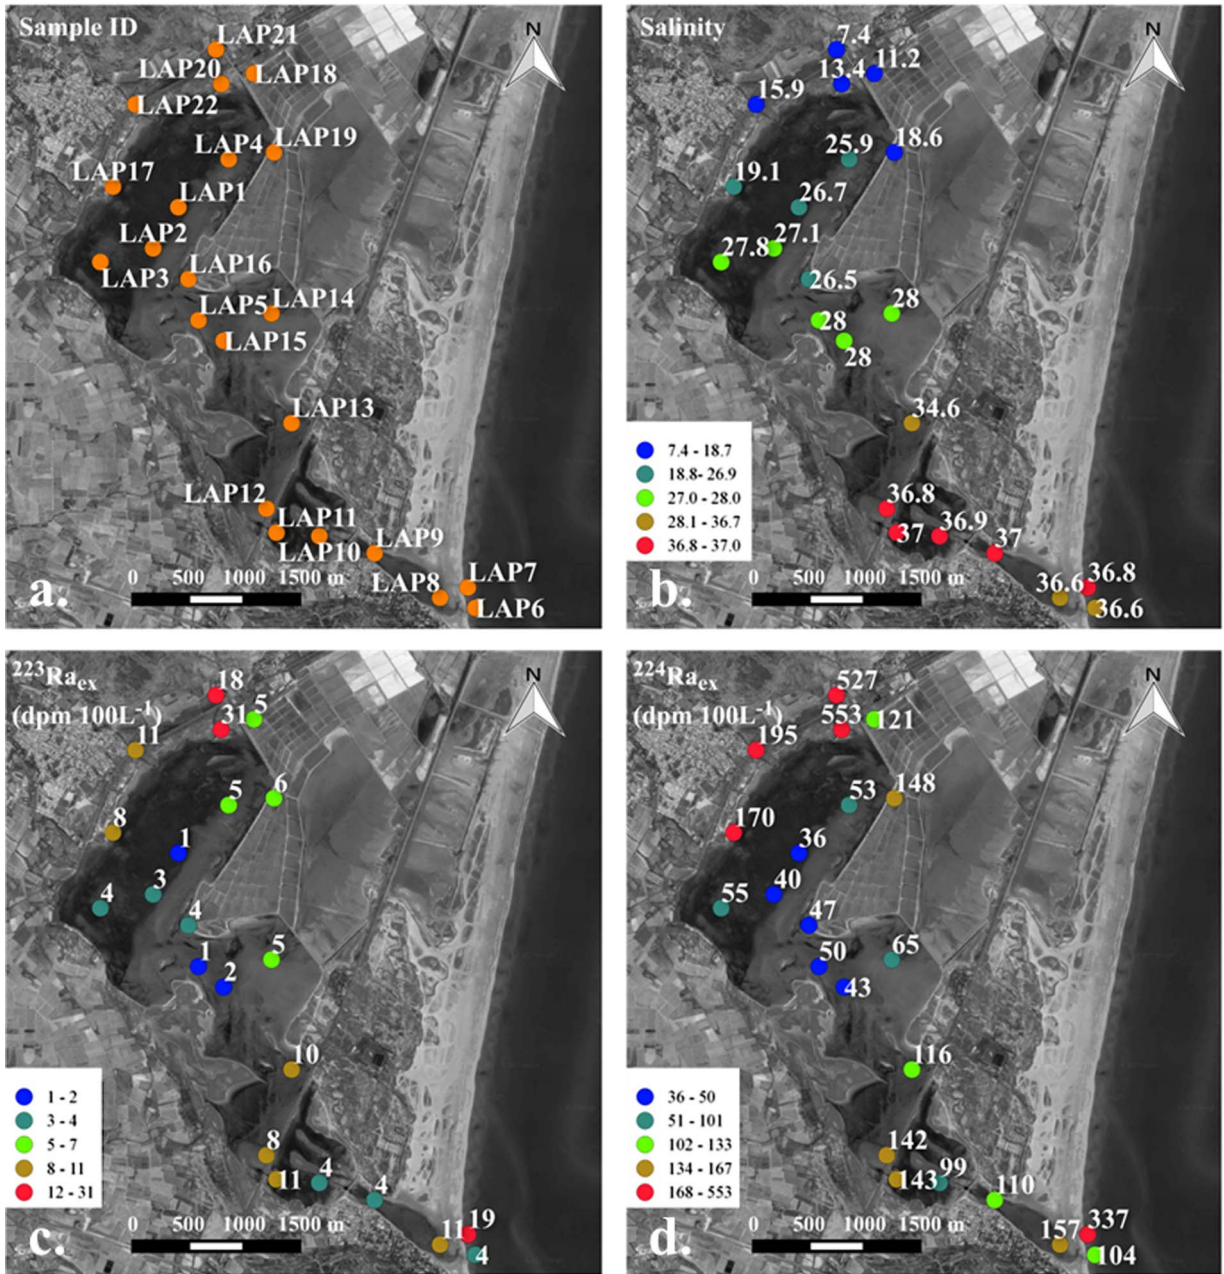 Sample ID
N
LAP21
LAP20
LAP18
LAP22
LAP4
LAP19
LAP17
LAP1
LAP2
LAP3
LAP16
LAP5
LAP14
LAP15
LAP13
LAP12
LAP11
LAP10
LAP9
LAP8
LAP7
LAP6
0 500 1000 1500 m
a.
Salinity
N
7.4
11.2
13.4
15.9
25.9
18.6
19.1
26.7
27.1
27.8
26.5
28
28
28
34.6
7.4 - 18.7
18.8- 26.9
27.0 - 28.0
28.1 - 36.7
36.8 - 37.0
36.8
37
36.9
37
36.6
36.8
36.6
0 500 1000 1500 m
b.
223Raex
(dpm 100L-1)
N
18
31
5
11
5
6
8
1
3
4
4
1
5
2
10
1 - 2
3 - 4
5 - 7
8 - 11
12 - 31
8
11
4
4
11
19
4
0 500 1000 1500 m
c.
224Raex
(dpm 100L-1)
N
527
553
121
195
53
148
170
36
40
55
47
50
65
43
116
36 - 50
51 - 101
102 - 133
134 - 167
168 - 553
142
143
99
110
157
337
104
0 500 1000 1500 m
d.